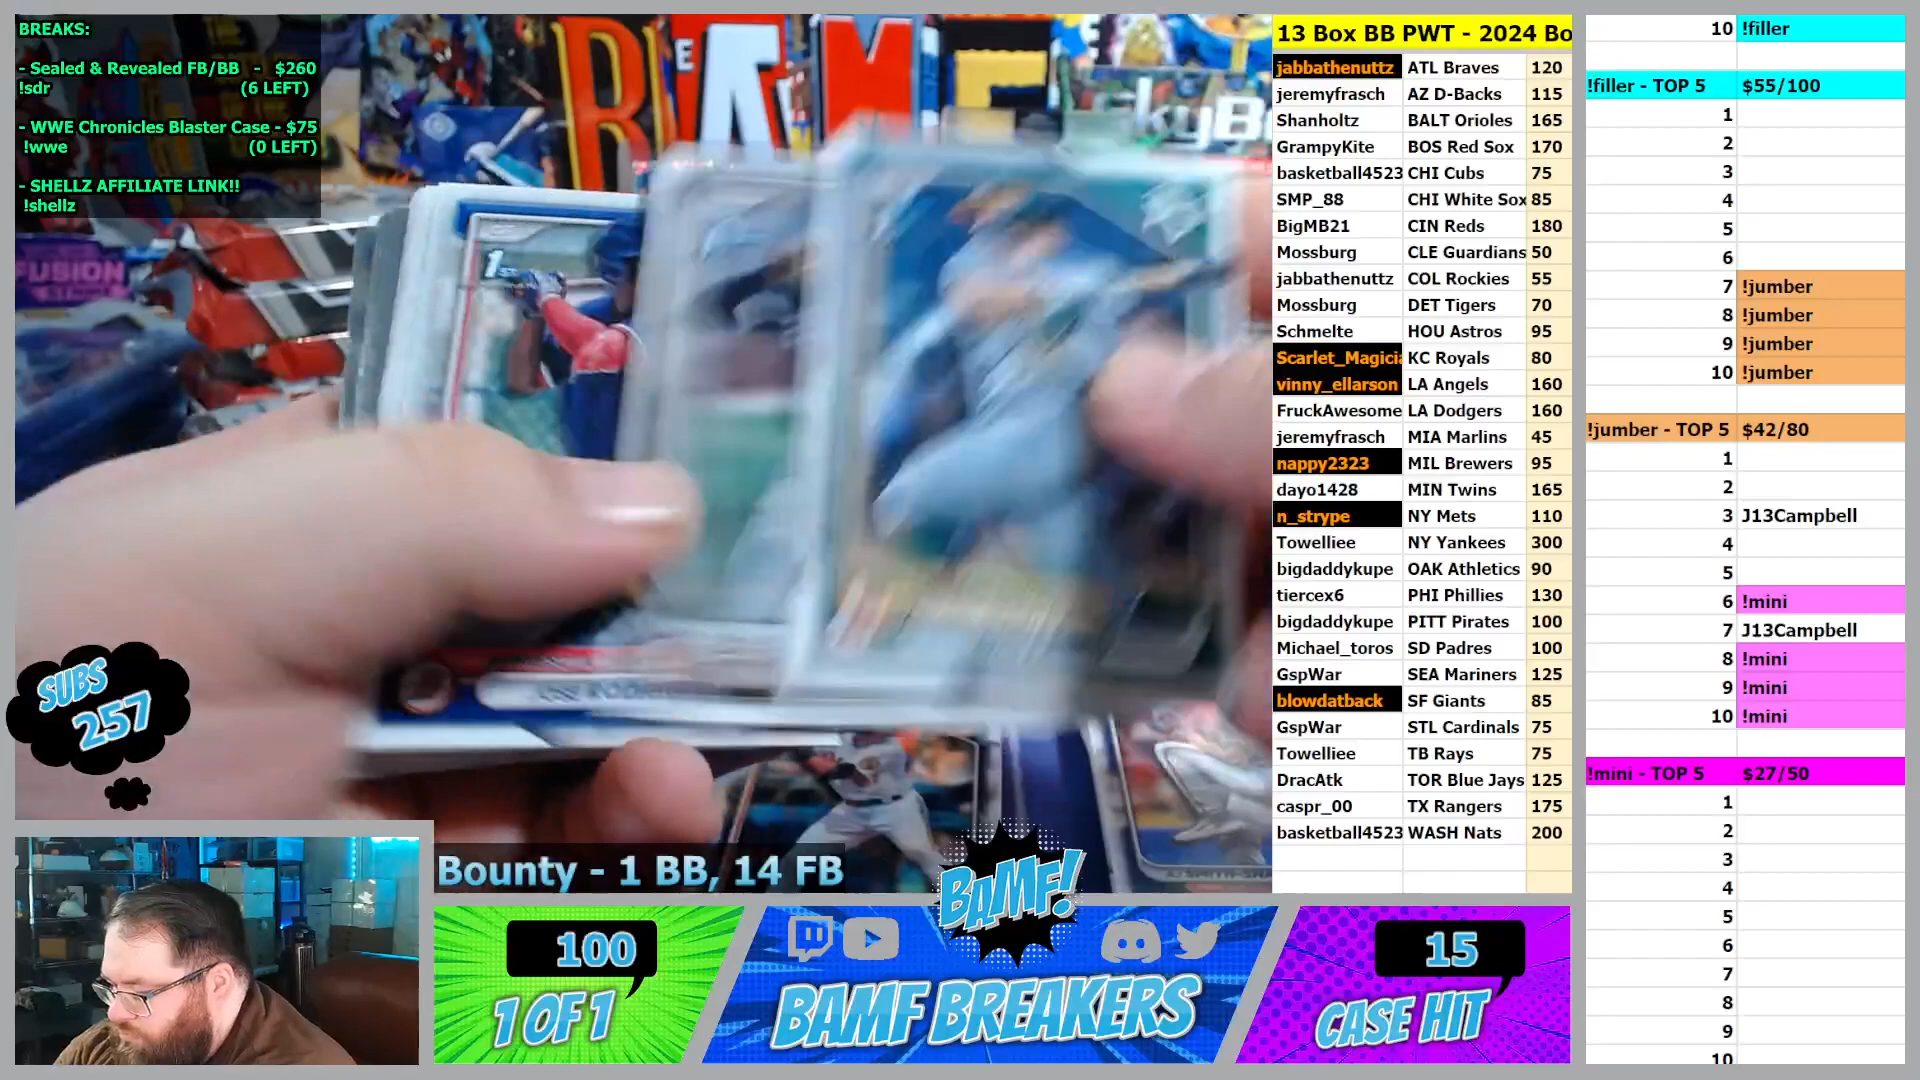 BREAKS:
- Sealed & Revealed FB/BB - $260
!sdr (6 LEFT)
- WWE Chronicles Blaster Case - $75
!wwe (0 LEFT)
- SHELLZ AFFILIATE LINK!!
!shellz
FUSION
BAMF
1st
SUBS
257
Bounty - 1 BB, 14 FB
BAMF!
100
1 OF 1
BAMF BREAKERS
15
CASE HIT
13 Box BB PWT - 2024 Bo
jabbathenuttz ATL Braves 120
jeremyfrasch AZ D-Backs 115
Shanholtz BALT Orioles 165
GrampyKite BOS Red Sox 170
basketball4523 CHI Cubs 75
SMP_88 CHI White Sox 85
BigMB21 CIN Reds 180
Mossburg CLE Guardians 50
jabbathenuttz COL Rockies 55
Mossburg DET Tigers 70
Schmelte HOU Astros 95
Scarlet_Magici KC Royals 80
vinny_ellarson LA Angels 160
FruckAwesome LA Dodgers 160
jeremyfrasch MIA Marlins 45
nappy2323 MIL Brewers 95
dayo1428 MIN Twins 165
n_strype NY Mets 110
Towelliee NY Yankees 300
bigdaddykupe OAK Athletics 90
tiercex6 PHI Phillies 130
bigdaddykupe PITT Pirates 100
Michael_toros SD Padres 100
GspWar SEA Mariners 125
blowdatback SF Giants 85
GspWar STL Cardinals 75
Towelliee TB Rays 75
DracAtk TOR Blue Jays 125
caspr_00 TX Rangers 175
basketball4523 WASH Nats 200
10 !filler
!filler - TOP 5 $55/100
1
2
3
4
5
6
7 !jumber
8 !jumber
9 !jumber
10 !jumber
!jumber - TOP 5 $42/80
1
2
3 J13Campbell
4
5
6 !mini
7 J13Campbell
8 !mini
9 !mini
10 !mini
!mini - TOP 5 $27/50
1
2
3
4
5
6
7
8
9
10